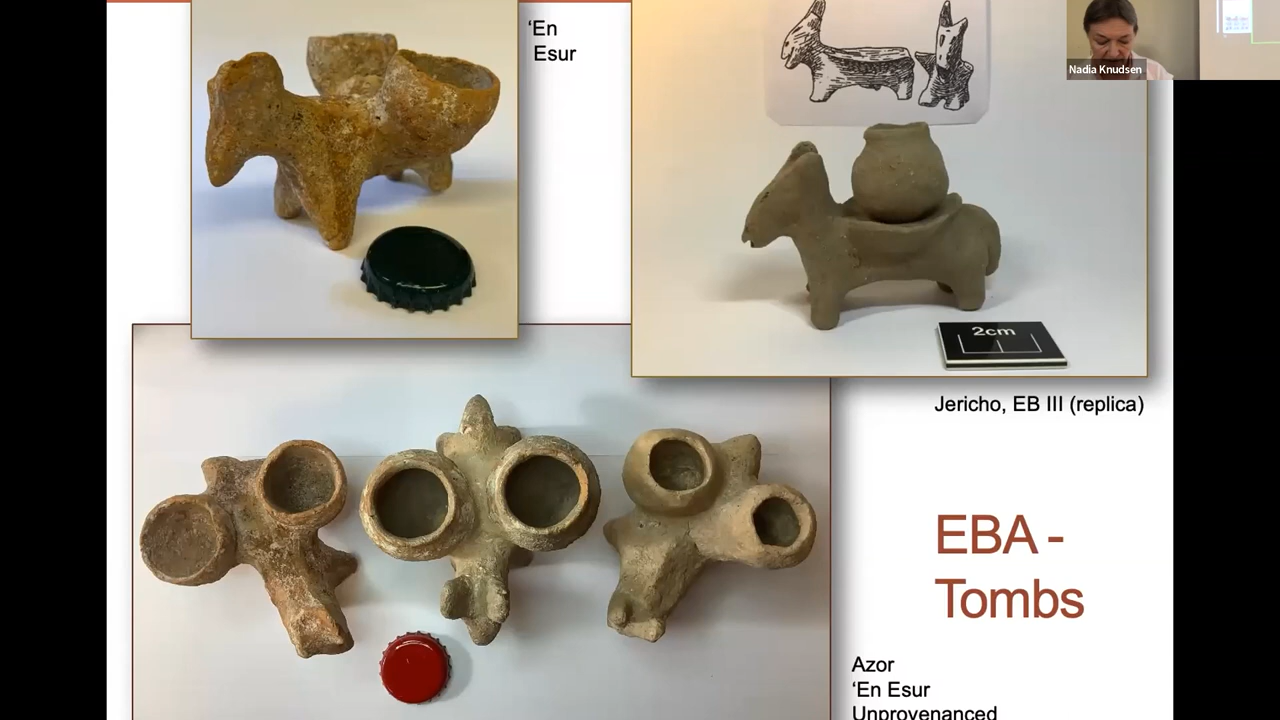 ‘En
Esur
Nadia Knudsen
2cm
Jericho, EB III (replica)
EBA -
Tombs
Azor
‘En Esur
Unprovenanced